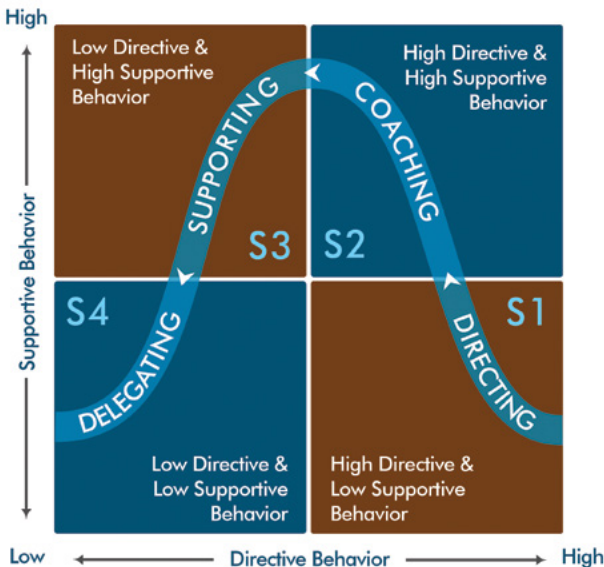 High
Low Directive &
High Supportive
Behavior
High Directive &
High Supportive
Behavior
SUPPORTING
COACHING
S3
S2
Supportive Behavior
S4
S1
DELEGATING
DIRECTING
Low Directive &
Low Supportive
Behavior
High Directive &
Low Supportive
Behavior
Low
Directive Behavior
High